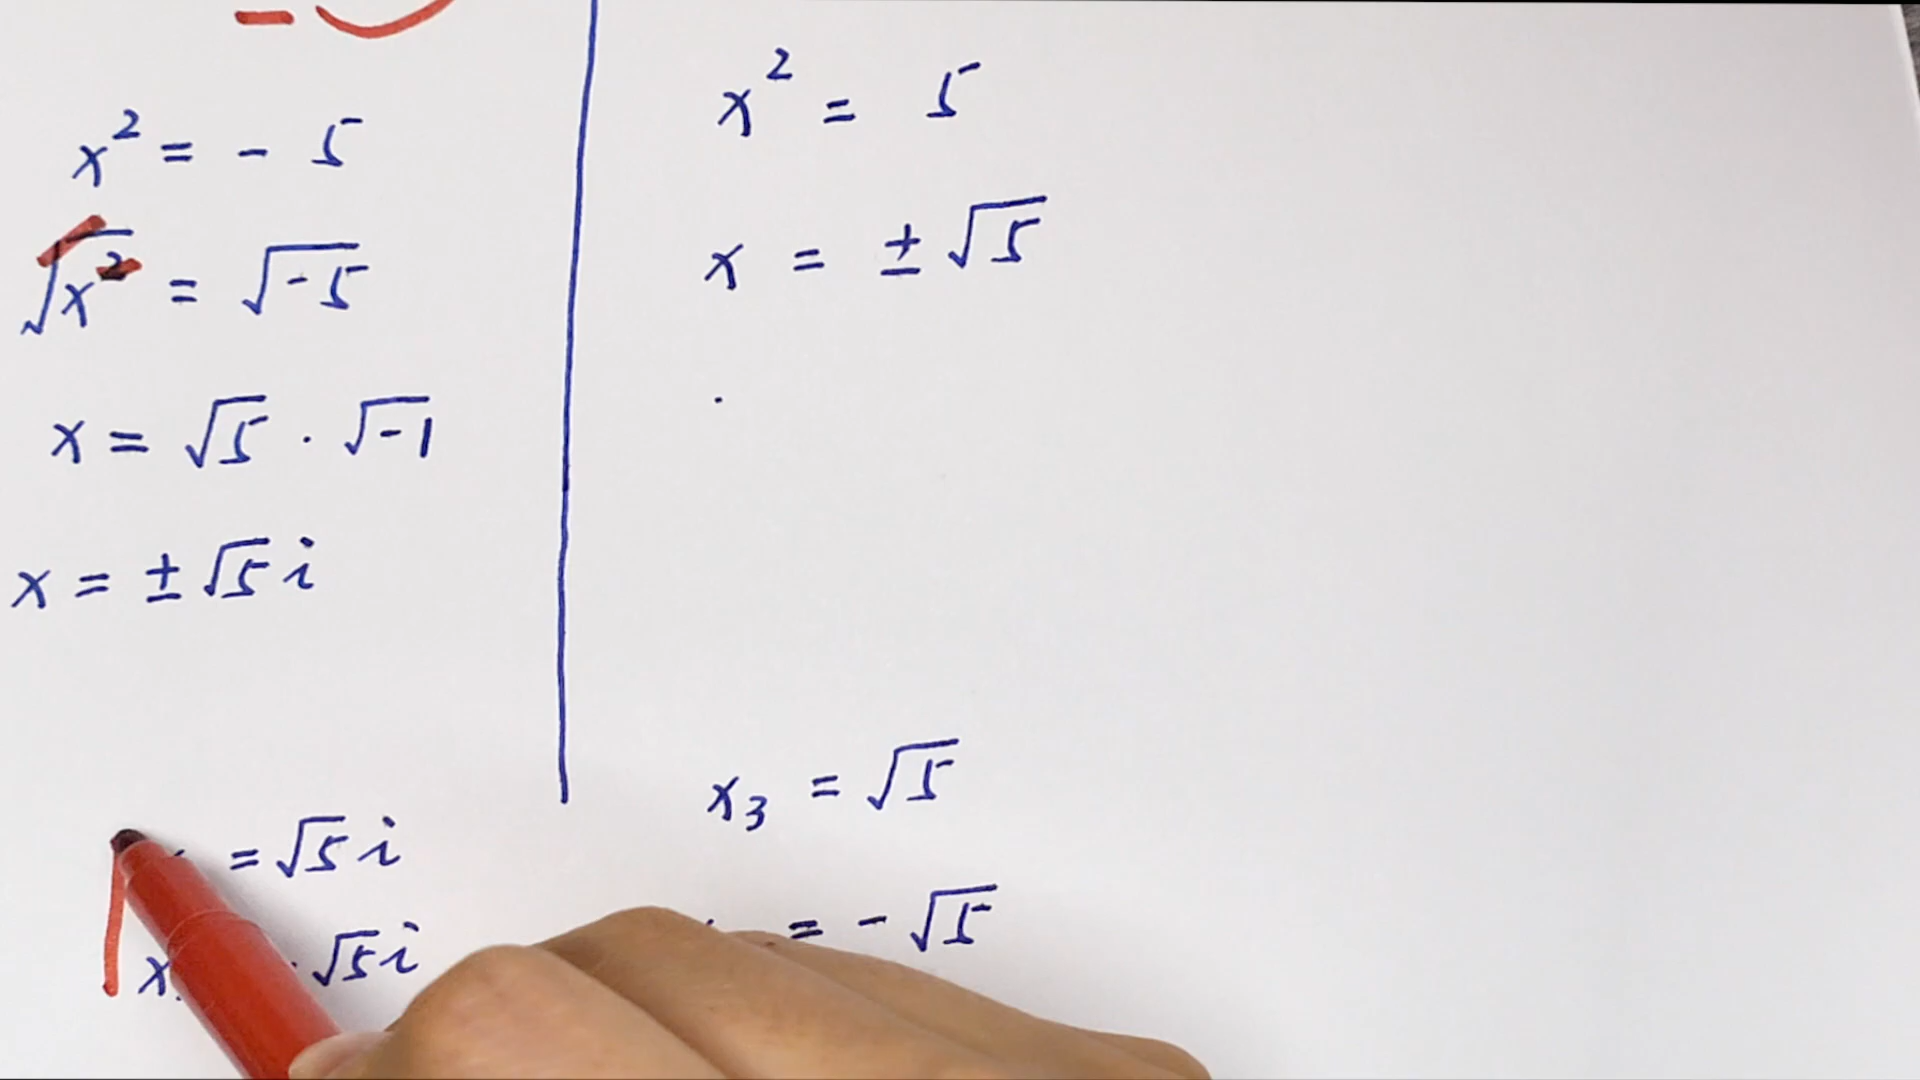 x² = - 5
√x² = √-5
x = √5 · √-1
x = ± √5 i
= √5 i
x √5 i
x² = 5
x = ± √5
.
x₃ = √5
= - √5